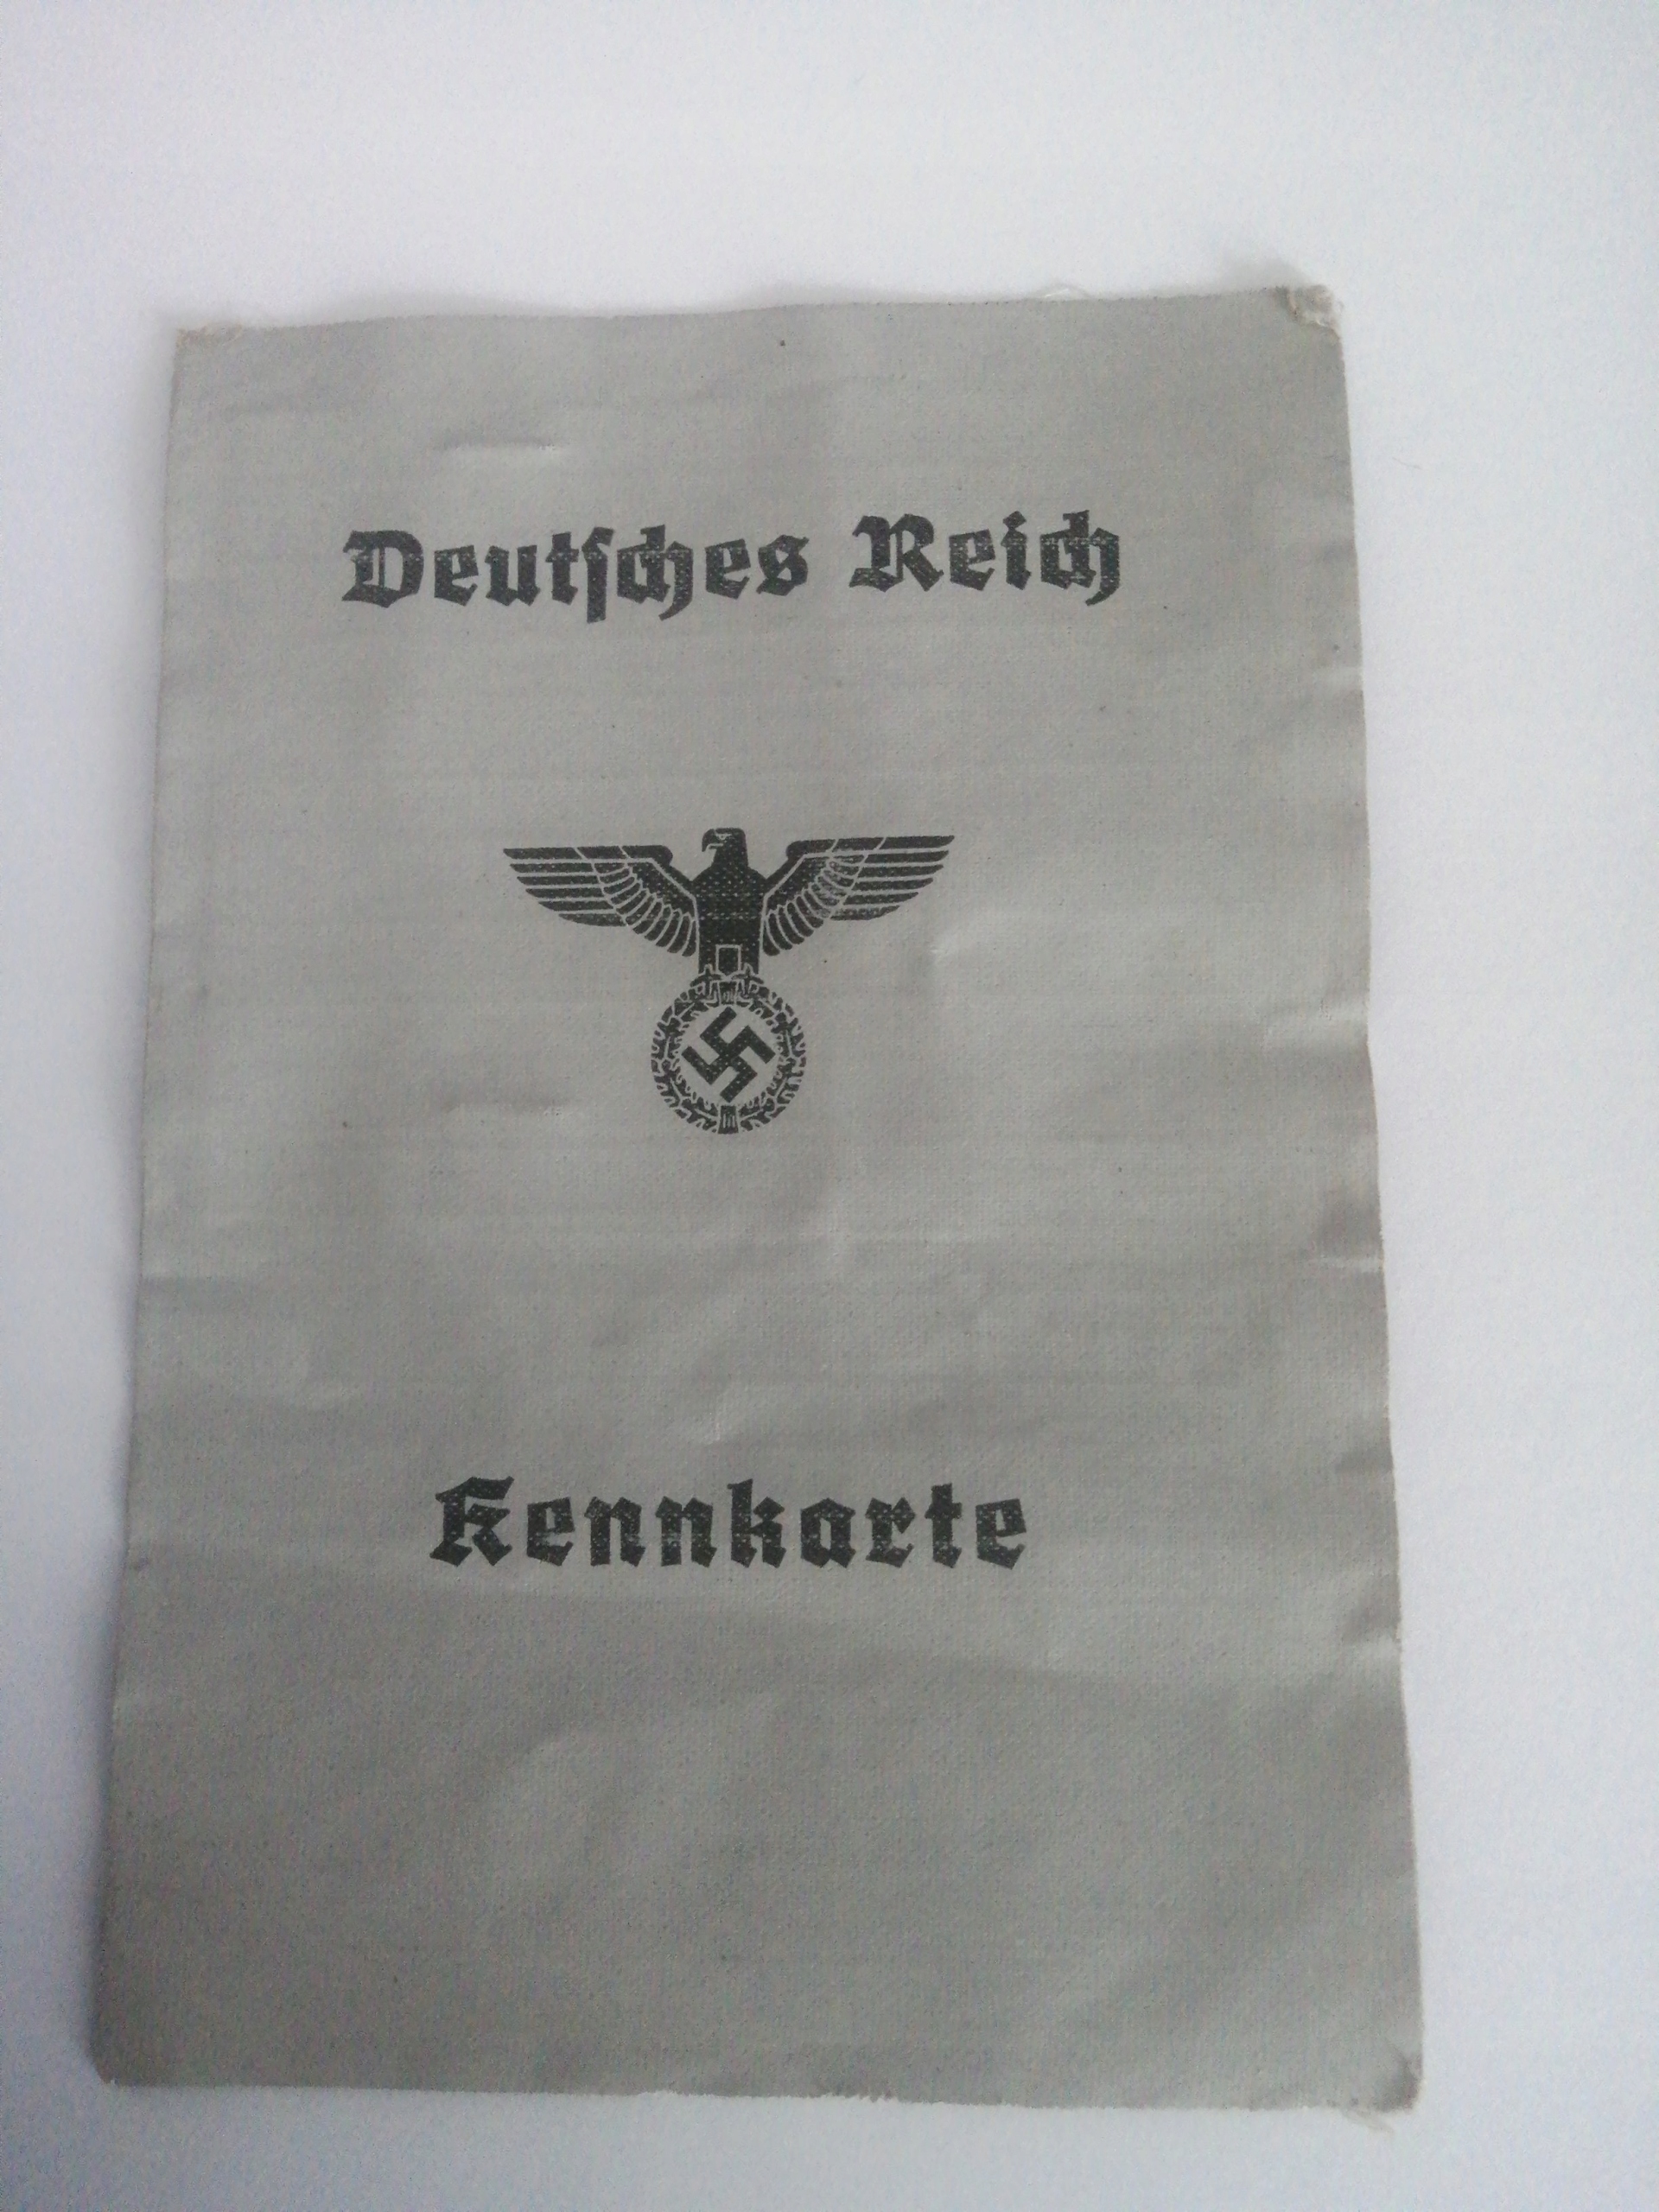 Deutſches Reich
Kennkarte